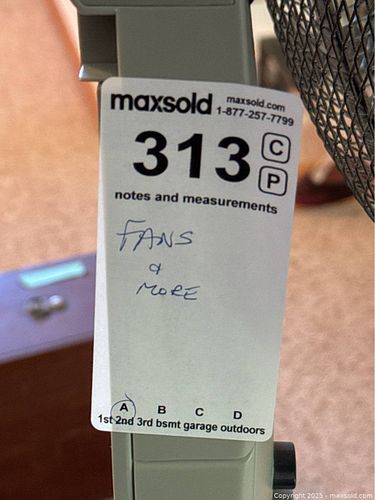 maxsold
maxsold.com
1-877-257-7799
313
C
P
notes and measurements
FANS
&
MORE
A B C D
1st 2nd 3rd bsmt garage outdoors
Copyright 2025 - maxsold.com